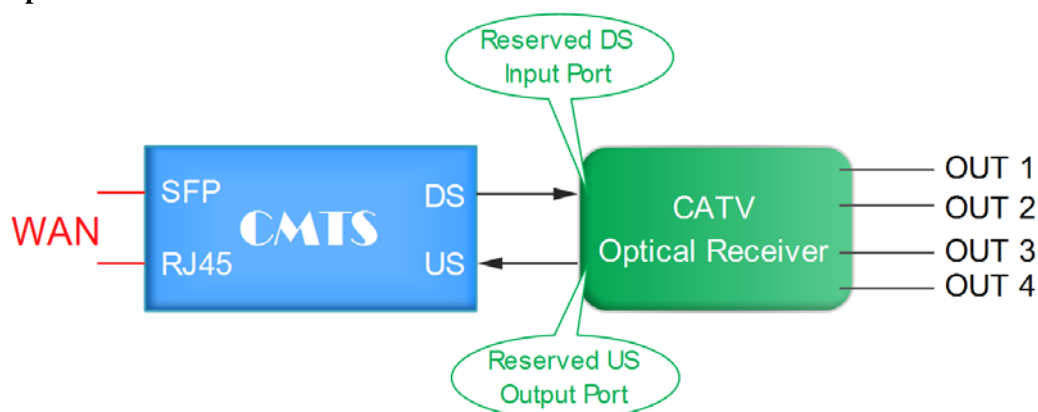 Reserved DS
Input Port
SFP
DS
OUT 1
CATV
OUT 2
WAN
CMTS
Optical Receiver
OUT 3
RJ45
US
OUT 4
Reserved US
Output Port